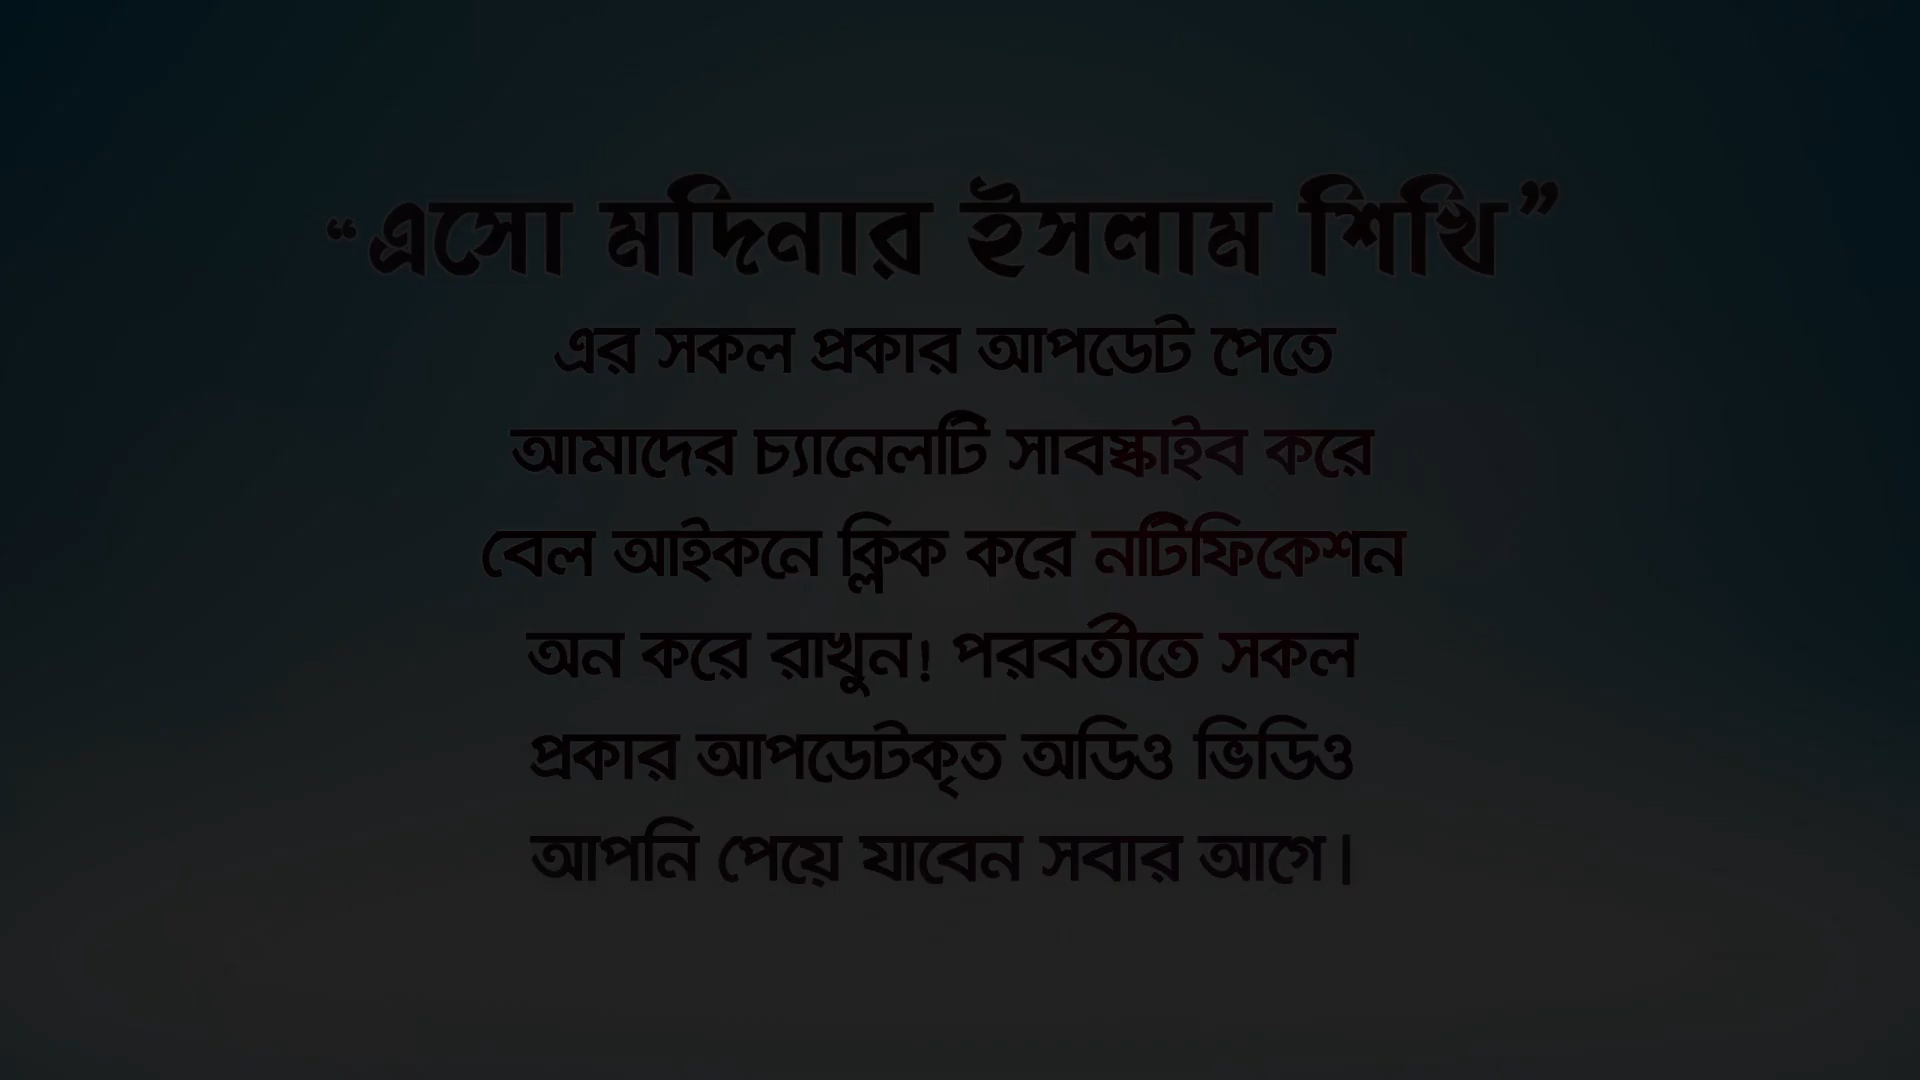 “এসো মদিনার ইসলাম শিখি”
এর সকল প্রকার আপডেট পেতে
আমাদের চ্যানেলটি সাবস্কাইব করে
বেল আইকনে ক্লিক করে নটিফিকেশন
অন করে রাখুন! পরবর্তীতে সকল
প্রকার আপডেটকৃত অডিও ভিডিও
আপনি পেয়ে যাবেন সবার আগে।